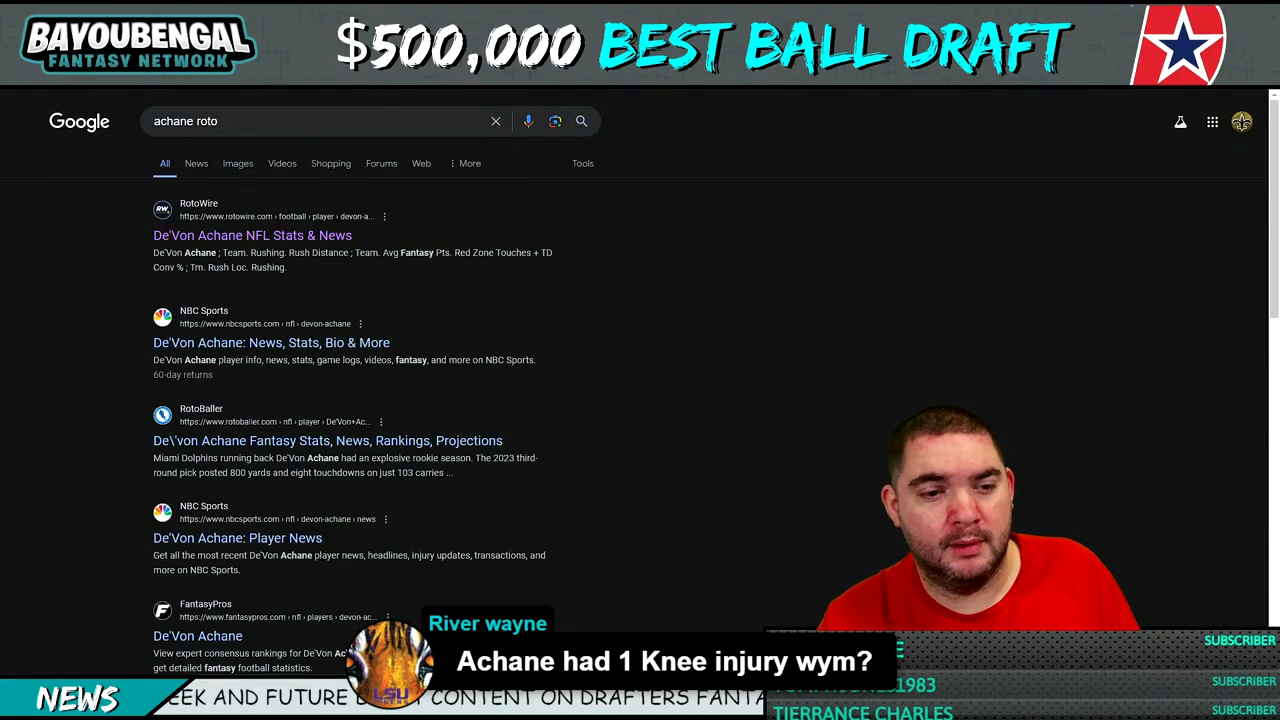 BAYOUBENGAL
FANTASY NETWORK
$500,000 BEST BALL DRAFT
Google
achane roto
All News Images Videos Shopping Forums Web More Tools
RW
RotoWire
https://www.rotowire.com › football › player › devon-a...
De'Von Achane NFL Stats & News
De'Von Achane ; Team. Rushing. Rush Distance ; Team. Avg Fantasy Pts. Red Zone Touches + TD
Conv % ; Tm. Rush Loc. Rushing.
NBC Sports
https://www.nbcsports.com › nfl › devon-achane
De'Von Achane: News, Stats, Bio & More
De'Von Achane player info, news, stats, game logs, videos, fantasy, and more on NBC Sports.
60-day returns
RotoBaller
https://www.rotoballer.com › nfl › player › De'Von+Ac...
De\'von Achane Fantasy Stats, News, Rankings, Projections
Miami Dolphins running back De'Von Achane had an explosive rookie season. The 2023 third-
round pick posted 800 yards and eight touchdowns on just 103 carries ...
NBC Sports
https://www.nbcsports.com › nfl › devon-achane › news
De'Von Achane: Player News
Get all the most recent De'Von Achane player news, headlines, injury updates, transactions, and
more on NBC Sports.
F
FantasyPros
https://www.fantasypros.com › nfl › players › devon-ac...
De'Von Achane
View expert consensus rankings for De'Von Ac
get detailed fantasy football statistics.
River wayne
Achane had 1 Knee injury wym?
LSU
SUBSCRIBER
1983 SUBSCRIBER
TIERRANCE CHARLES SUBSCRIBER
NEWS
EEK AND FUTURE CONTENT ON DRAFTERS FANTA